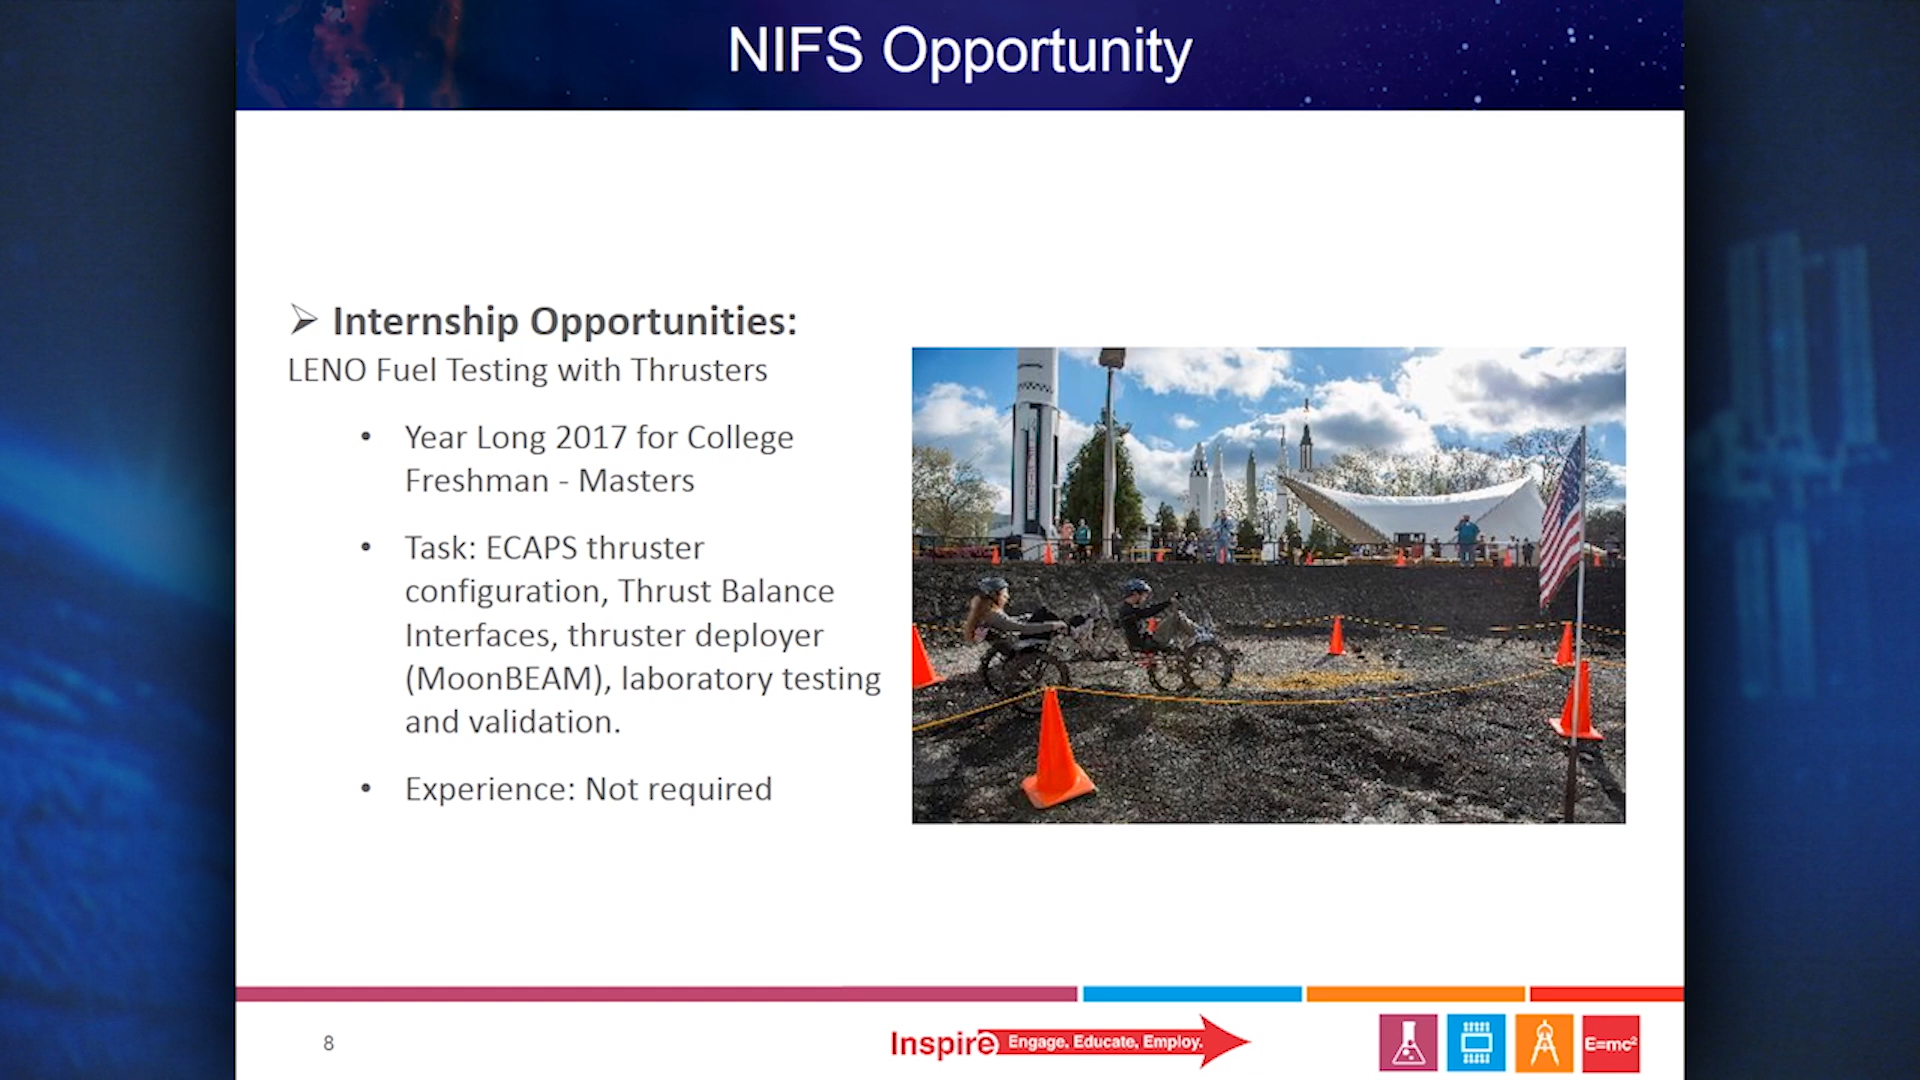 NIFS Opportunity
➢ Internship Opportunities:
LENO Fuel Testing with Thrusters
• Year Long 2017 for College
Freshman - Masters
• Task: ECAPS thruster
configuration, Thrust Balance
Interfaces, thruster deployer
(MoonBEAM), laboratory testing
and validation.
• Experience: Not required
8
Inspire Engage. Educate. Employ.
E=mc²